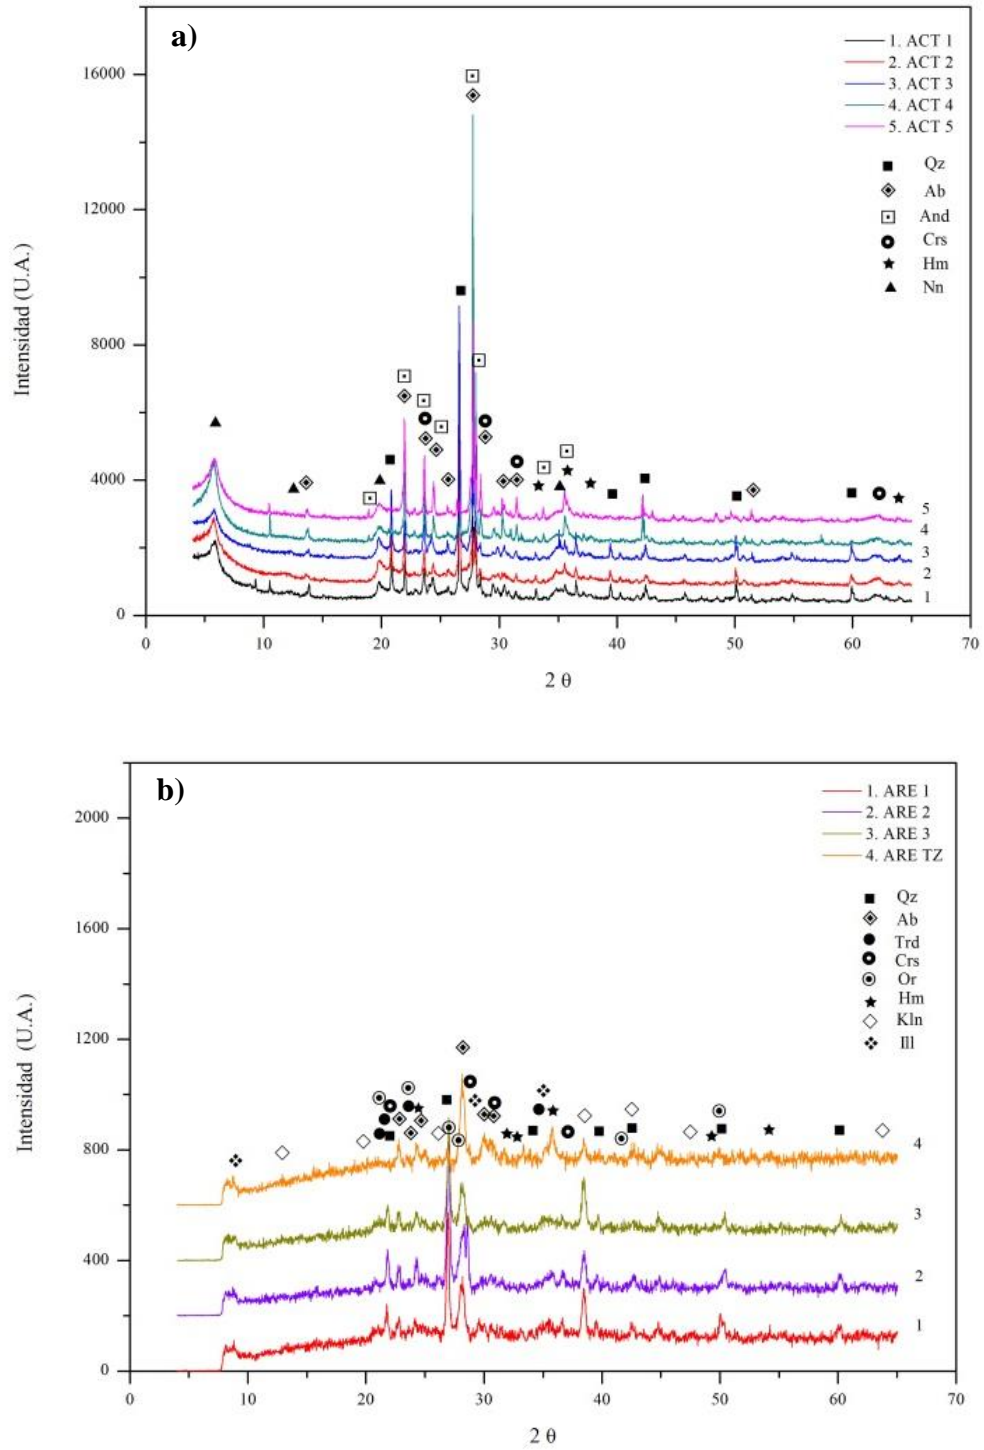 a)
1. ACT 1
2. ACT 2
3. ACT 3
4. ACT 4
5. ACT 5
Qz
Ab
And
Crs
Hm
Nn
16000
12000
8000
4000
0
Intensidad (U.A.)
5
4
3
2
1
0 10 20 30 40 50 60 70
2 θ
b)
1. ARE 1
2. ARE 2
3. ARE 3
4. ARE TZ
Qz
Ab
Trd
Crs
Or
Hm
Kln
Ill
2000
1600
1200
800
400
0
Intensidad (U.A.)
4
3
2
1
0 10 20 30 40 50 60 70
2 θ